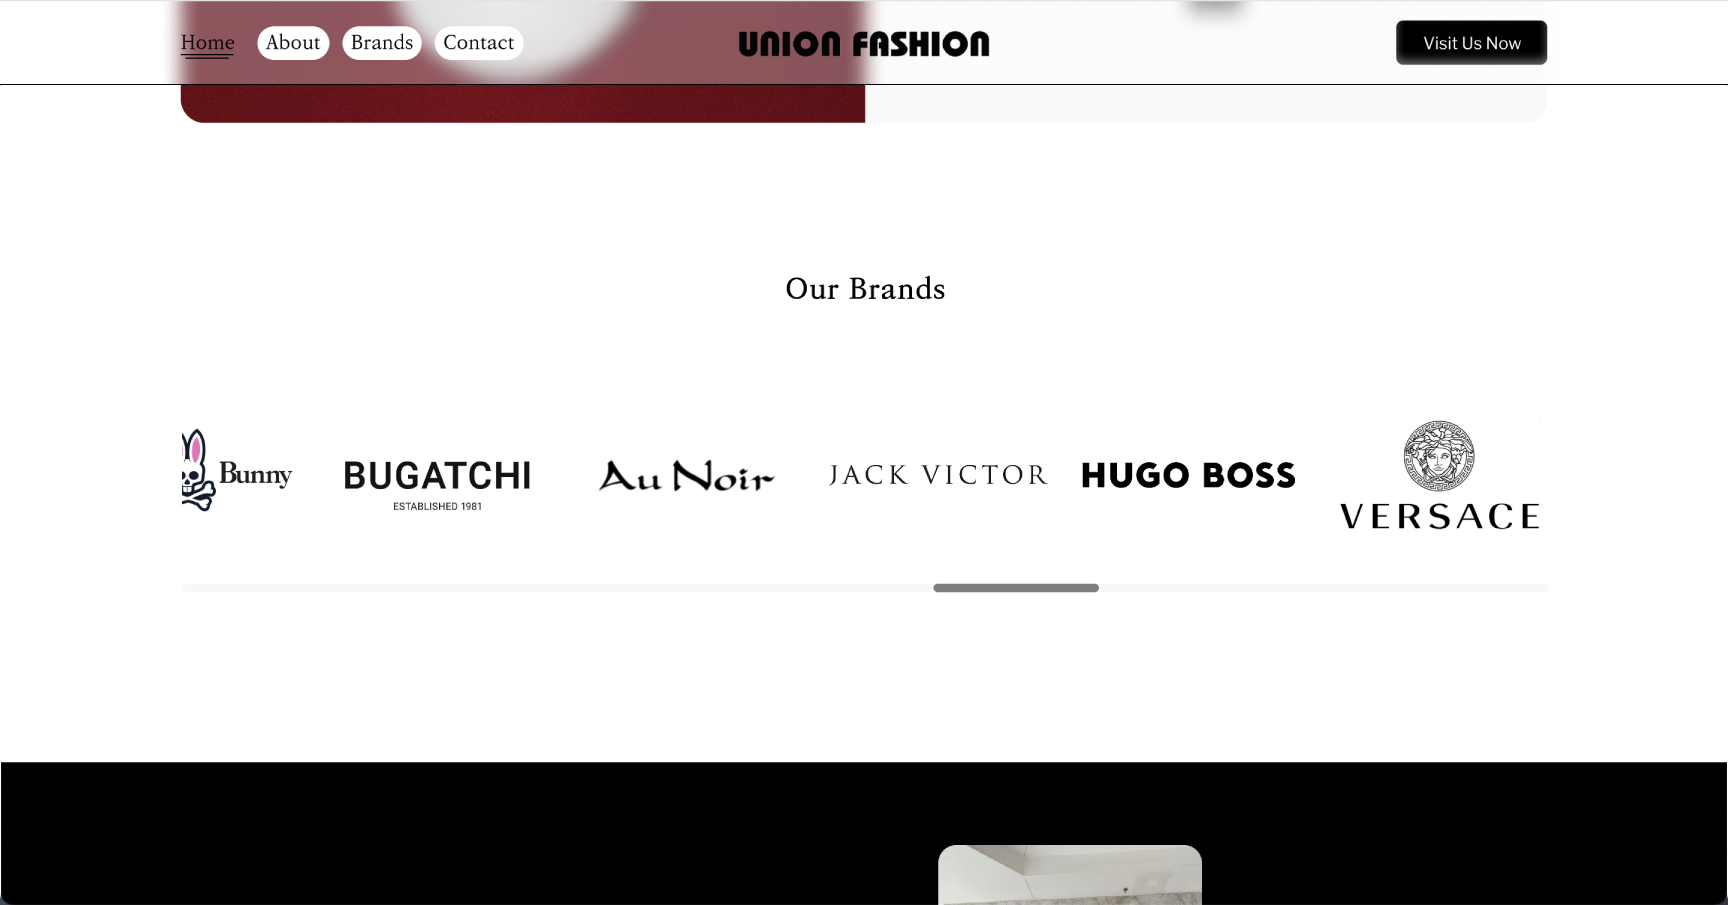 Home About Brands Contact UNION FASHION Visit Us Now
Our Brands
Bunny BUGATCHI Au Noir JACK VICTOR HUGO BOSS
ESTABLISHED 1981
VERSACE